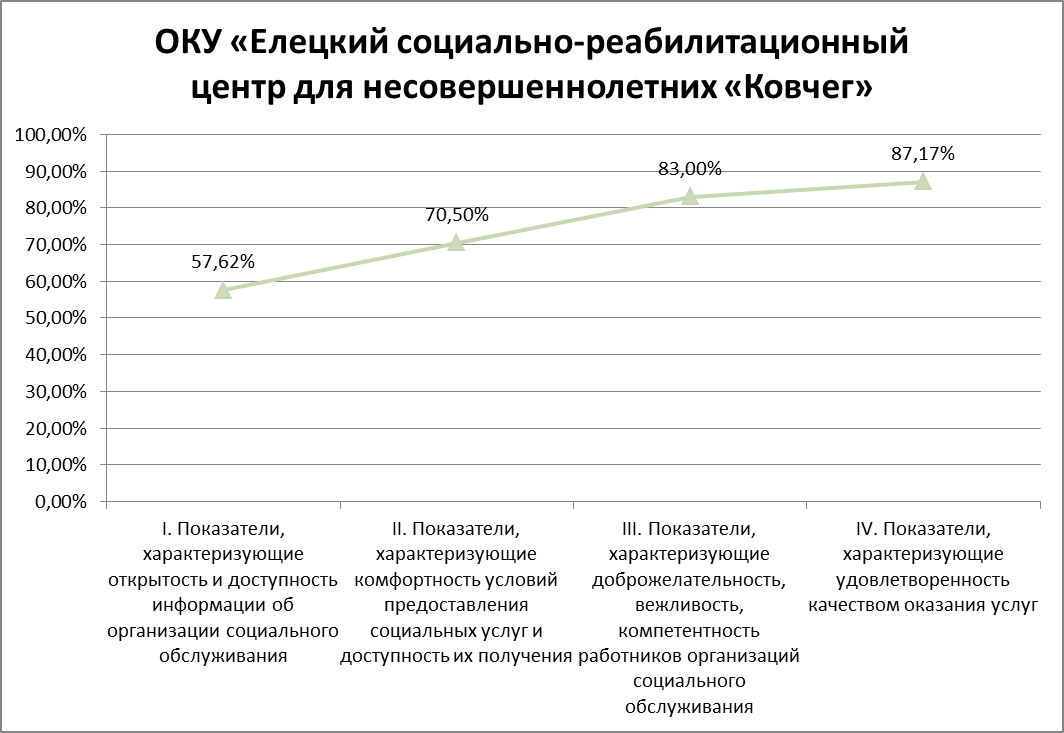 ОКУ «Елецкий социально-реабилитационный
центр для несовершеннолетних «Ковчег»
100,00%
90,00%
80,00%
70,00%
60,00%
50,00%
40,00%
30,00%
20,00%
10,00%
0,00%
57,62%
70,50%
83,00%
87,17%
I. Показатели,
характеризующие
открытость и доступность
информации об
организации социального
обслуживания
II. Показатели,
характеризующие
комфортность условий
предоставления
социальных услуг и
доступность их получения
III. Показатели,
характеризующие
доброжелательность,
вежливость,
компетентность
работников организаций
социального
обслуживания
IV. Показатели,
характеризующие
удовлетворенность
качеством оказания услуг